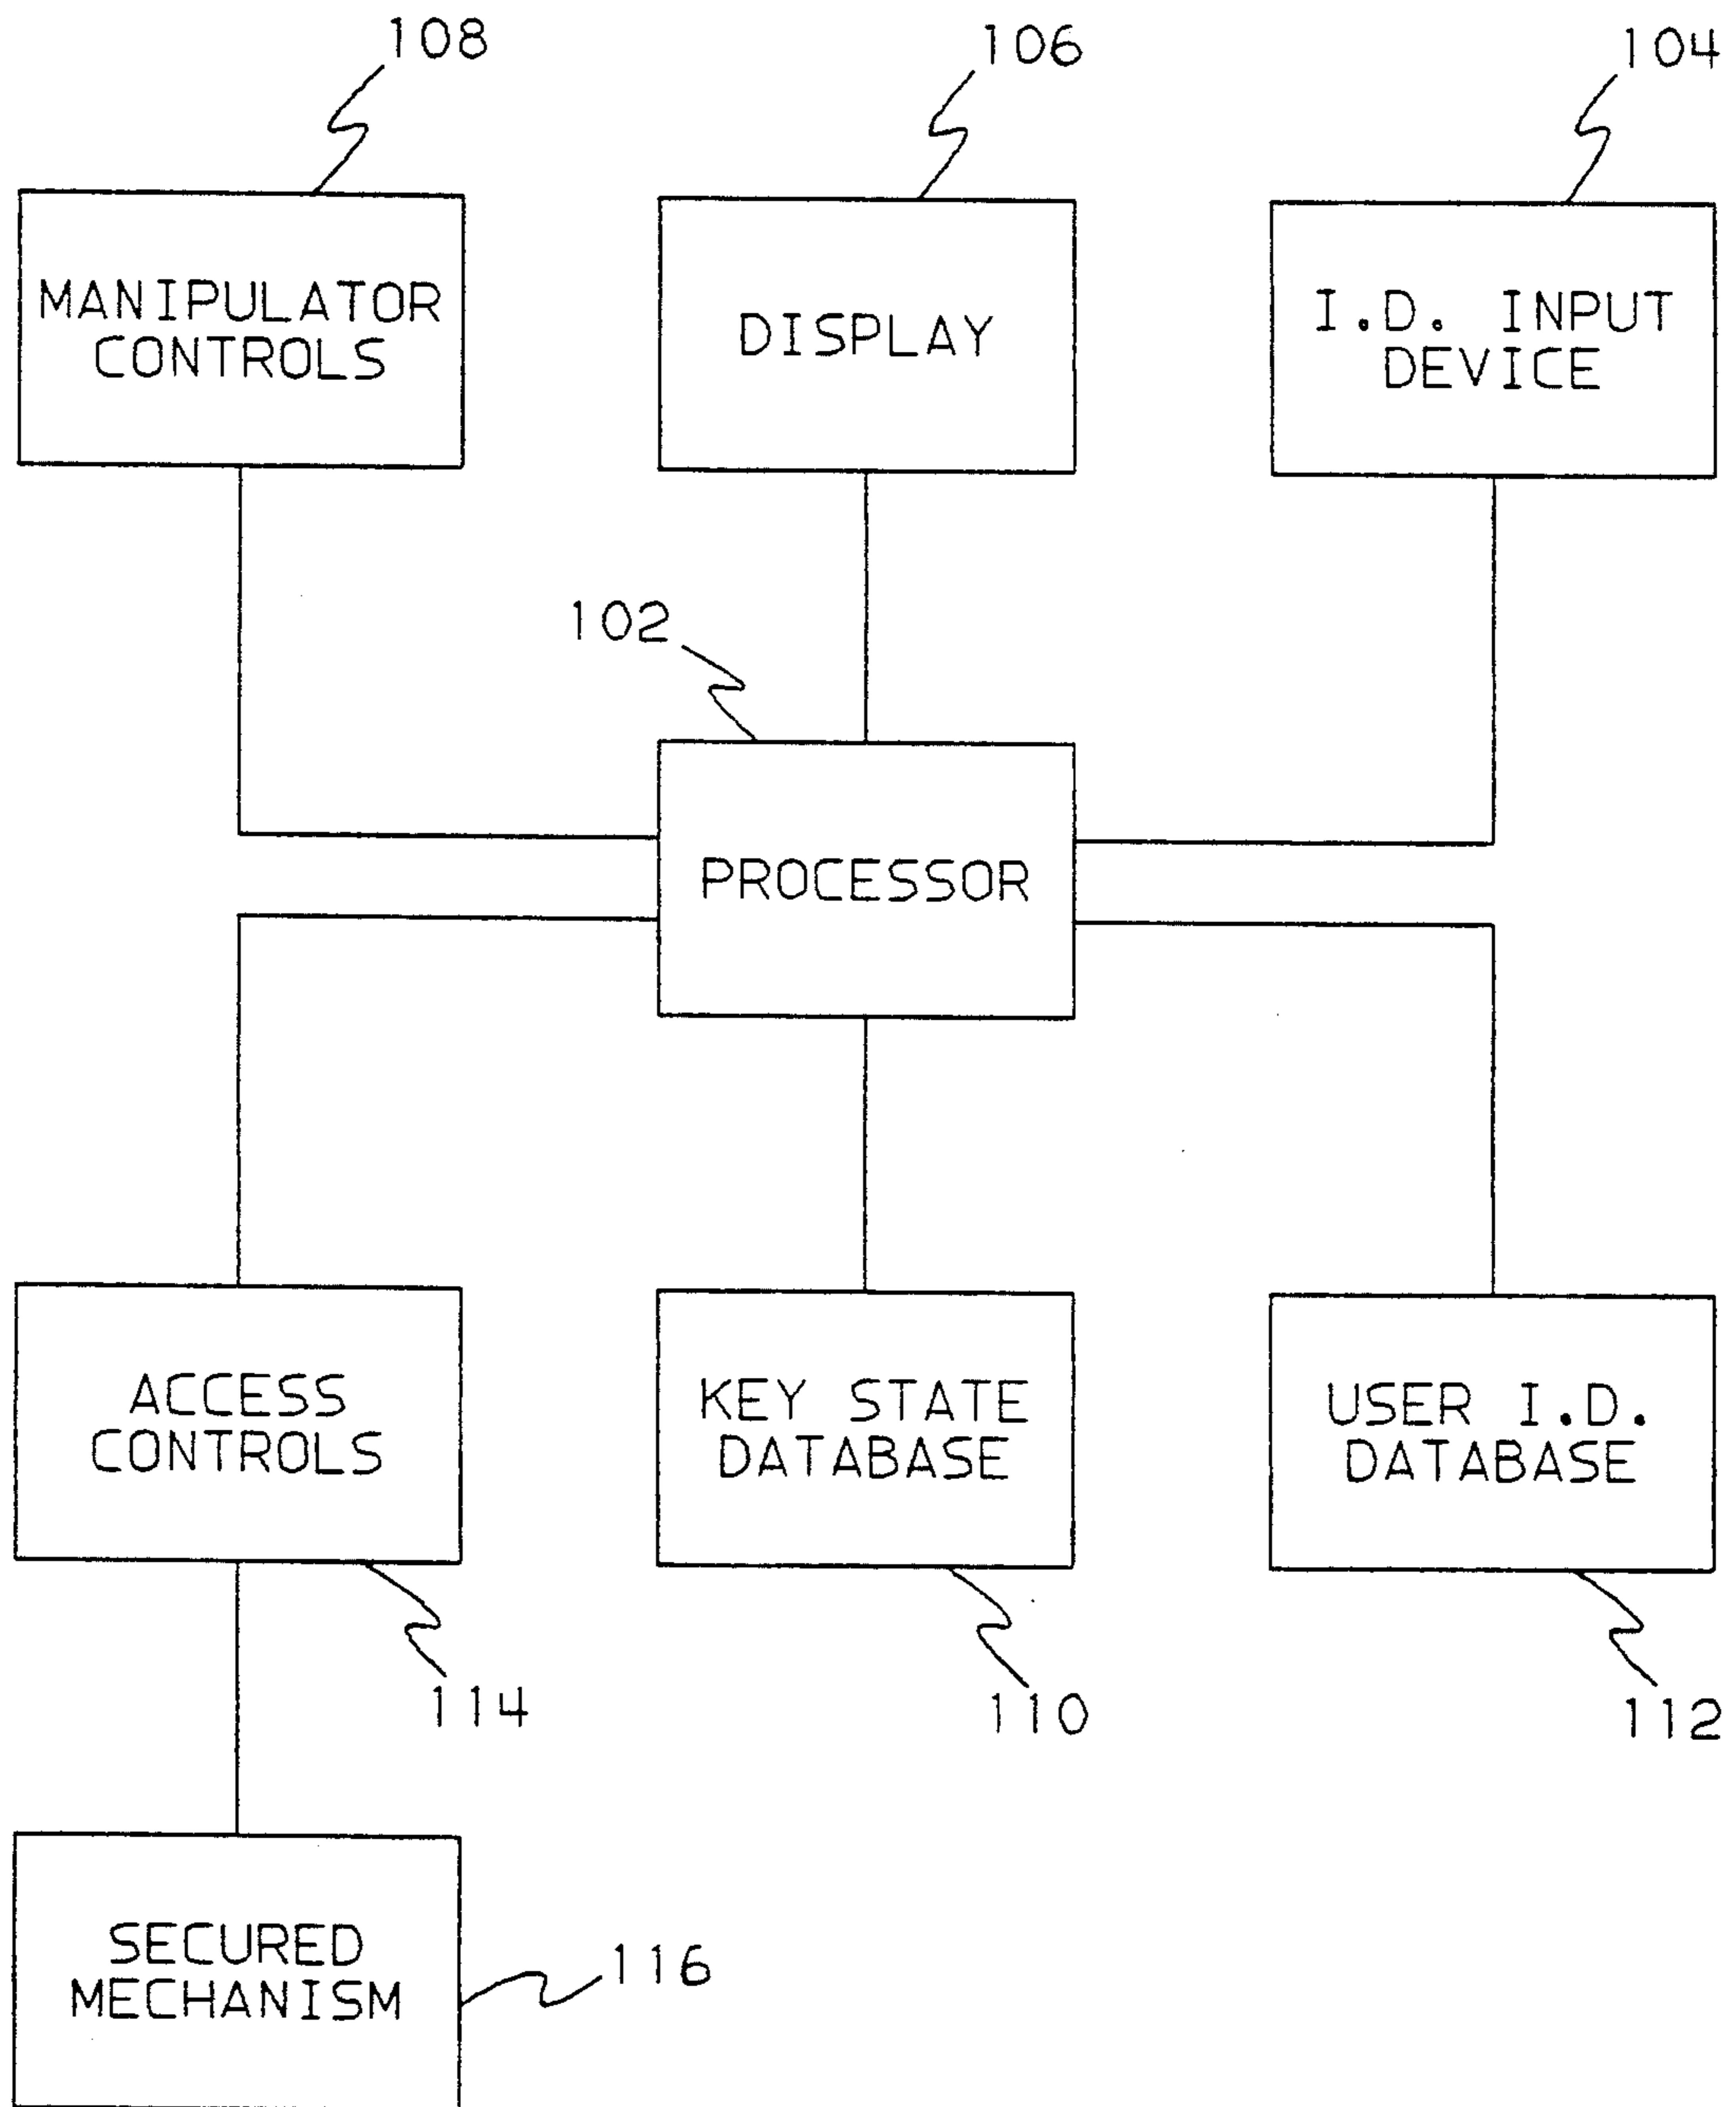 108
106
104
MANIPULATOR
CONTROLS
DISPLAY
I.D. INPUT
DEVICE
102
PROCESSOR
ACCESS
CONTROLS
KEY STATE
DATABASE
USER I.D.
DATABASE
114
110
112
SECURED
MECHANISM
116